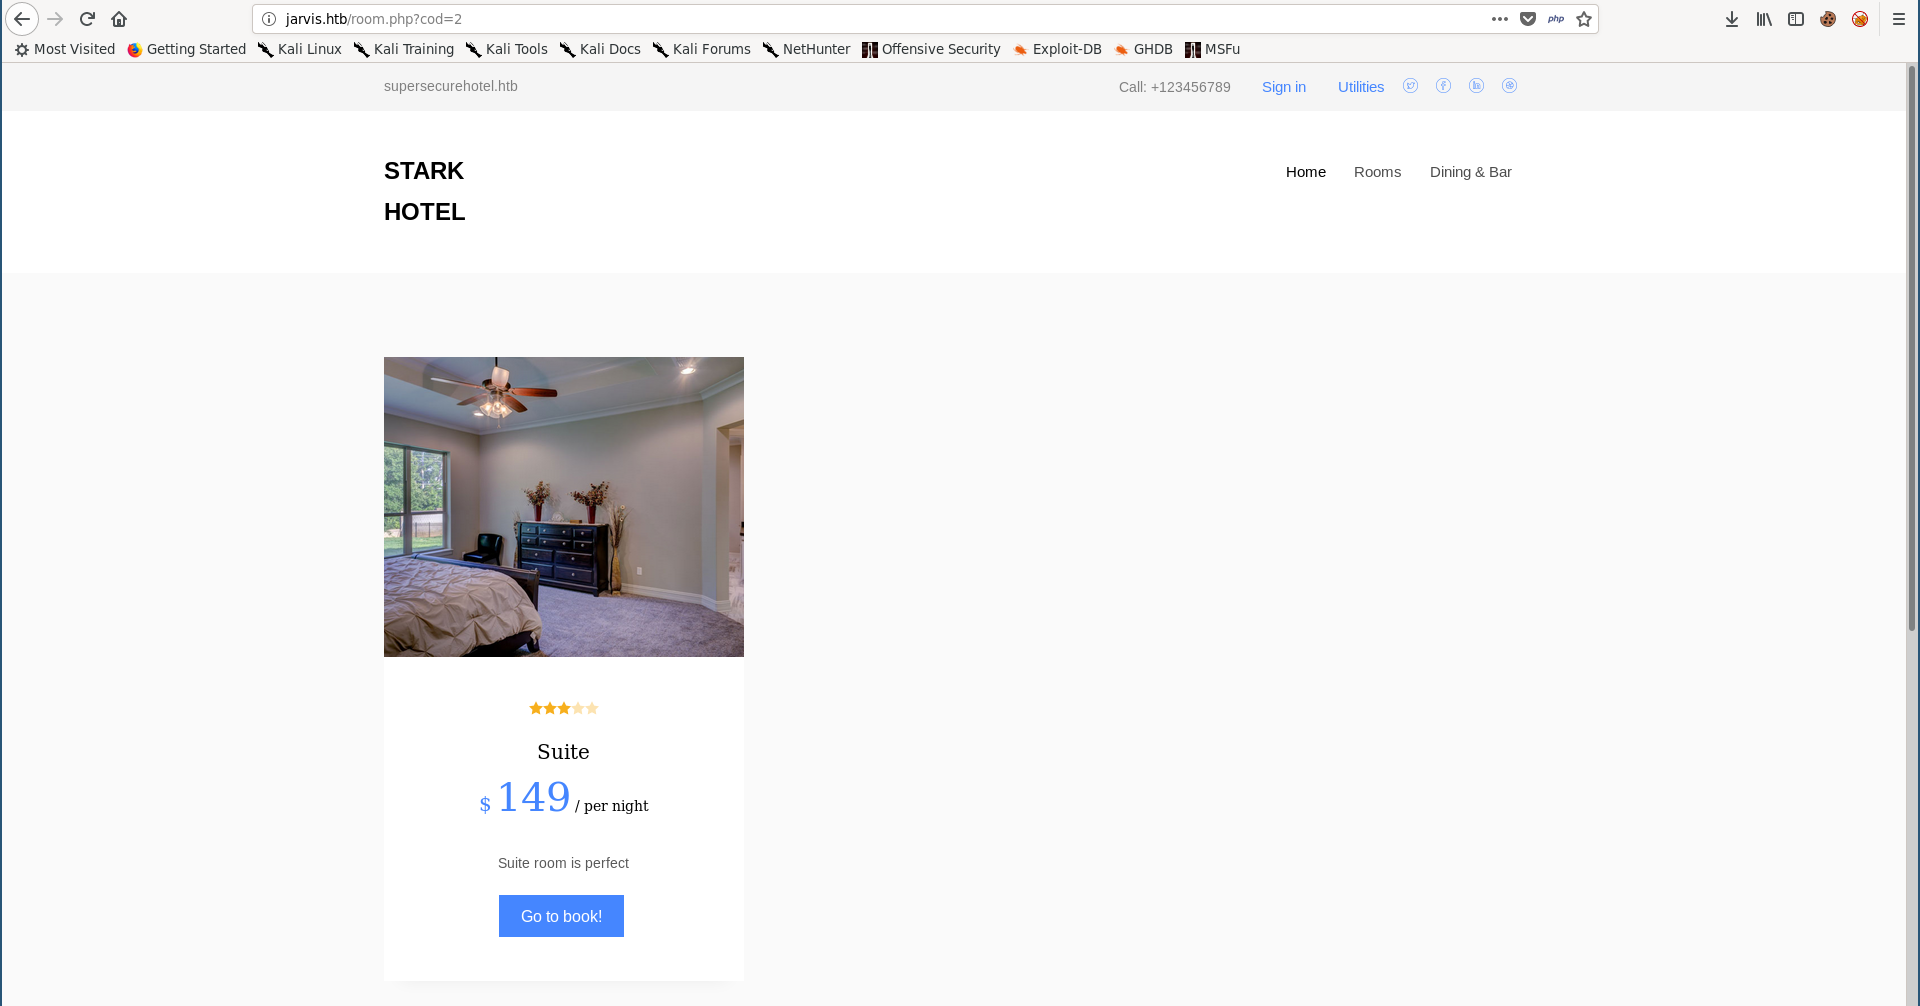 jarvis.htb/room.php?cod=2
php
Most Visited Getting Started Kali Linux Kali Training Kali Tools Kali Docs Kali Forums NetHunter Offensive Security Exploit-DB GHDB MSFu
supersecurehotel.htb Call: +123456789 Sign in Utilities
STARK
HOTEL
Home Rooms Dining & Bar
Suite
$ 149 / per night
Suite room is perfect
Go to book!